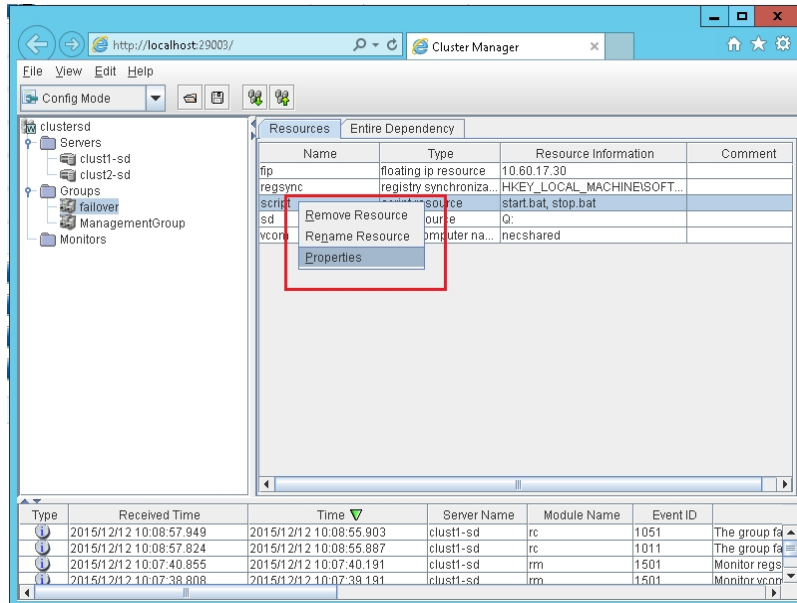 http://localhost:29003/
Cluster Manager
File View Edit Help
Config Mode
clustersd
Servers
clust1-sd
clust2-sd
Groups
failover
ManagementGroup
Monitors
Resources Entire Dependency
Name Type Resource Information Comment
fip floating ip resource 10.60.17.30
regsync registry synchroniza... HKEY_LOCAL_MACHINE\SOFT...
script start.bat, stop.bat
sd Q:
vcom necshared
Remove Resource
Rename Resource
Properties
Type Received Time Time Server Name Module Name Event ID
2015/12/12 10:08:57.949 2015/12/12 10:08:55.903 clust1-sd rc 1051 The group fa
2015/12/12 10:08:57.824 2015/12/12 10:08:55.887 clust1-sd rc 1011 The group fa
2015/12/12 10:07:40.855 2015/12/12 10:07:40.191 clust1-sd rm 1501 Monitor regs
2015/12/12 10:07:38.808 2015/12/12 10:07:39.191 clust1-sd rm 1501 Monitor vcom